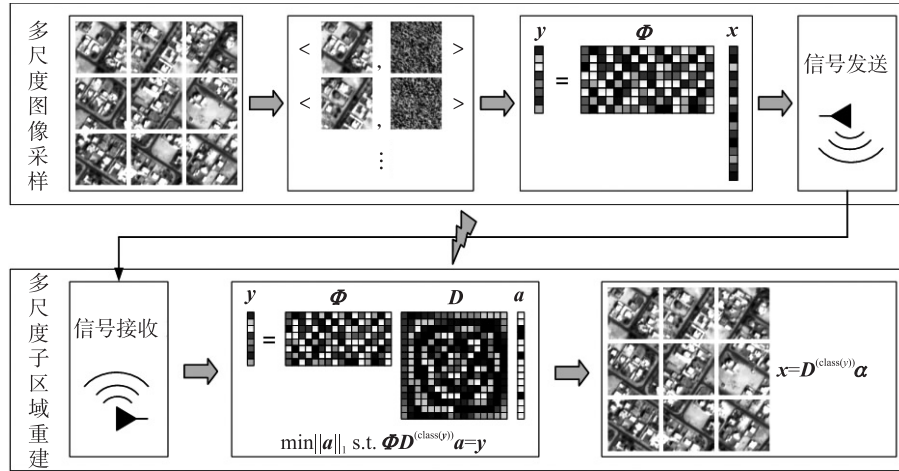 多尺度图像采样
< , >
< , >
⋮
y = Φ x
信号发送
多尺度子区域重建
信号接收
y = Φ D a
min||a||₁ s.t. ΦD^(class(y))a=y
x=D^(class(y))α